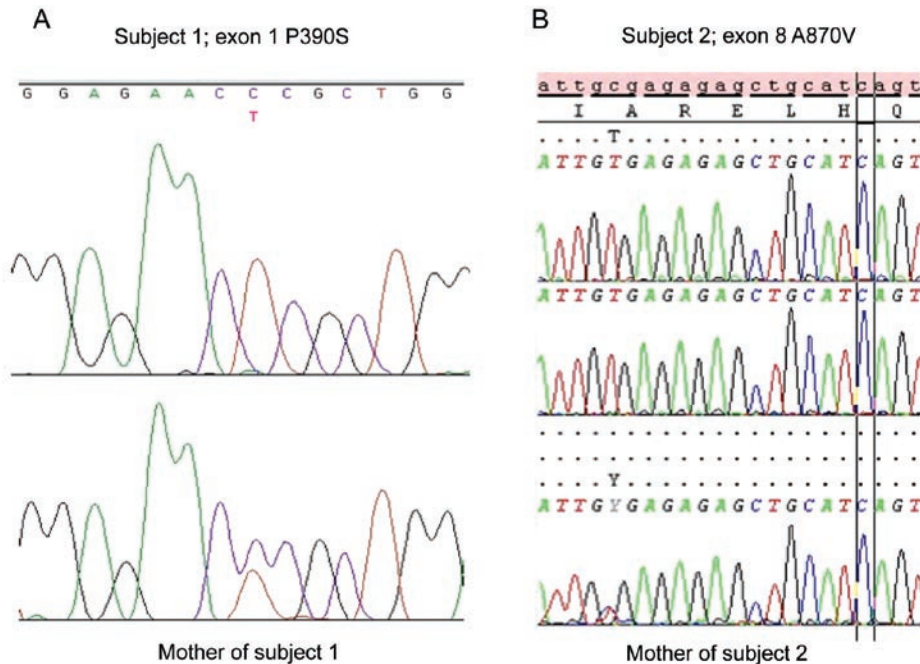 A
Subject 1; exon 1 P390S
G G A G A A C C C G C T G G
T
Mother of subject 1
B
Subject 2; exon 8 A870V
attgcgagagagctgcatcagt
I A R E L H Q
. . . . T . . . . . . . . . . . . . . . . .
ATTGTGAGAGAGCTGCATCAGT
ATTGTGAGAGAGCTGCATCAGT
. . . . . . . . . . . . . . . . . . . . . .
. . . . . . . . . . . . . . . . . . . . . .
. . . . Y . . . . . . . . . . . . . . . . .
ATTGYGAGAGAGCTGCATCAGT
Mother of subject 2